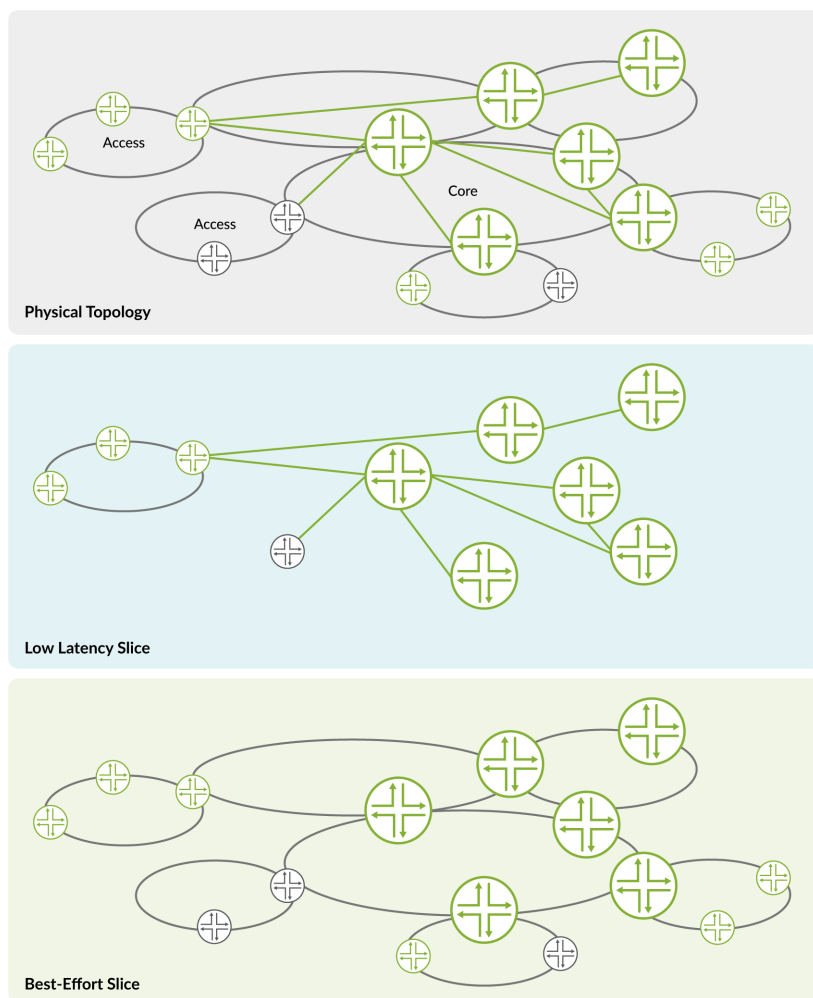 Access
Access
Core
Physical Topology
Low Latency Slice
Best-Effort Slice